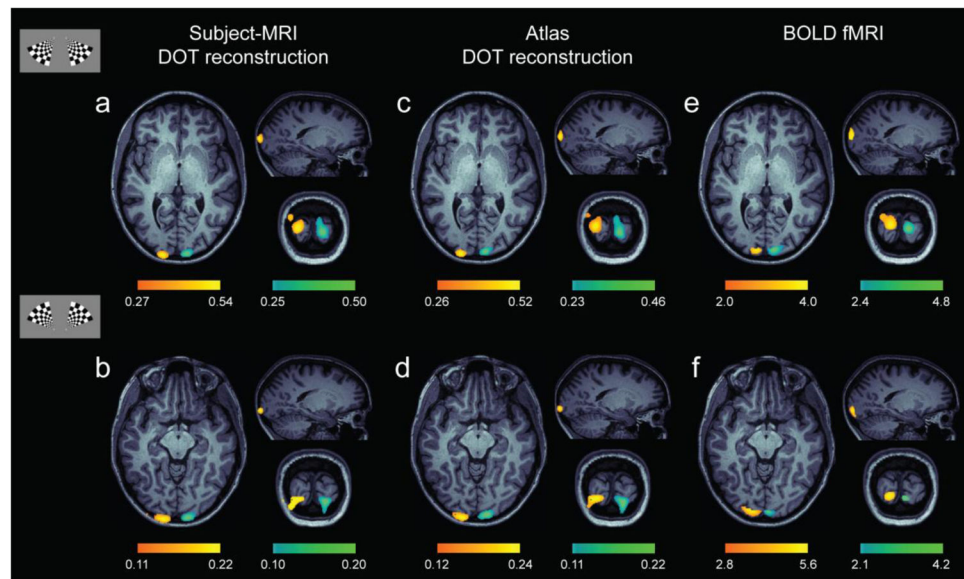 Subject-MRI
DOT reconstruction
Atlas
DOT reconstruction
BOLD fMRI
a
c
e
0.27 0.54 0.25 0.50
0.26 0.52 0.23 0.46
2.0 4.0 2.4 4.8
b
d
f
0.11 0.22 0.10 0.20
0.12 0.24 0.11 0.22
2.8 5.6 2.1 4.2